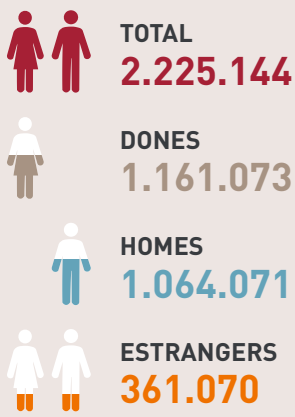 TOTAL
2.225.144
DONES
1.161.073
HOMES
1.064.071
ESTRANGERS
361.070